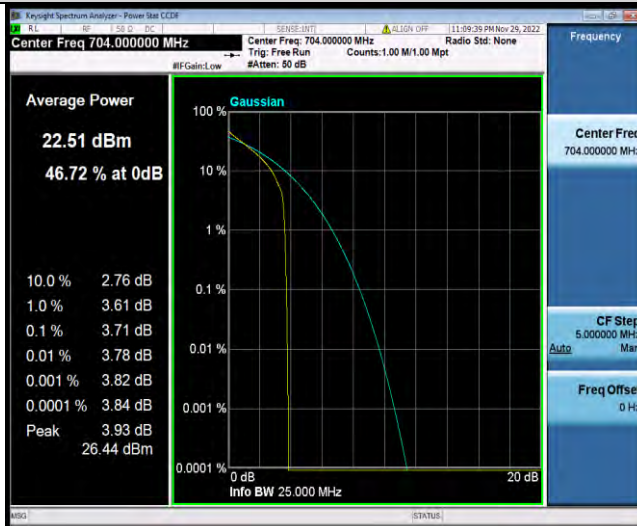 Keysight Spectrum Analyzer - Power Stat CCDF
RL RF 50 Ω DC SENSE:INT ALIGN OFF 11:09:39 PM Nov 29, 2022
Center Freq 704.000000 MHz
Center Freq: 704.000000 MHz Radio Std: None
Trig: Free Run Counts:1.00 M/1.00 Mpt
#IFGain:Low #Atten: 50 dB
Frequency
Average Power
22.51 dBm
46.72 % at 0dB
10.0 % 2.76 dB
1.0 % 3.61 dB
0.1 % 3.71 dB
0.01 % 3.78 dB
0.001 % 3.82 dB
0.0001 % 3.84 dB
Peak 3.93 dB
26.44 dBm
Gaussian
100 %
10 %
1 %
0.1 %
0.01 %
0.001 %
0.0001 %
0 dB 20 dB
Info BW 25.000 MHz
Center Freq
704.000000 MHz
CF Step
5.000000 MHz
Auto Man
Freq Offset
0 Hz
MSG STATUS